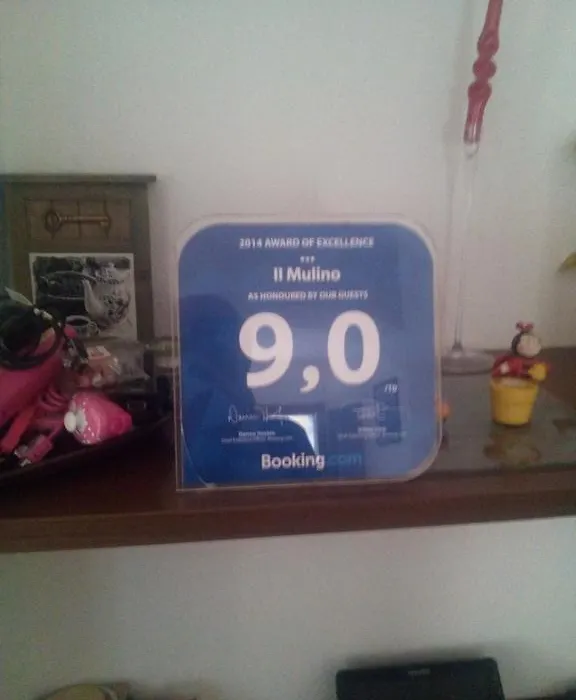 2014 AWARD OF EXCELLENCE
Il Mulino
AS HONOURED BY OUR GUESTS
9,0
/10
Booking.com